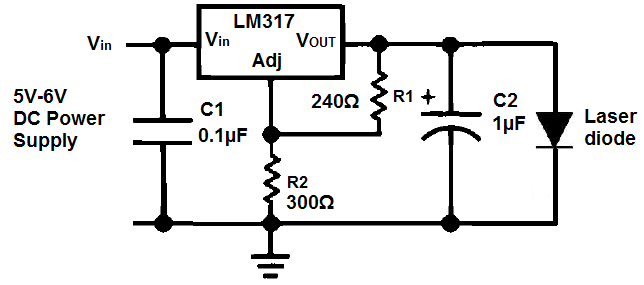 LM317
Vin
Vin
VOUT
Adj
5V-6V
DC Power
Supply
C1
0.1µF
240Ω
R1
+
C2
1µF
Laser
diode
R2
300Ω